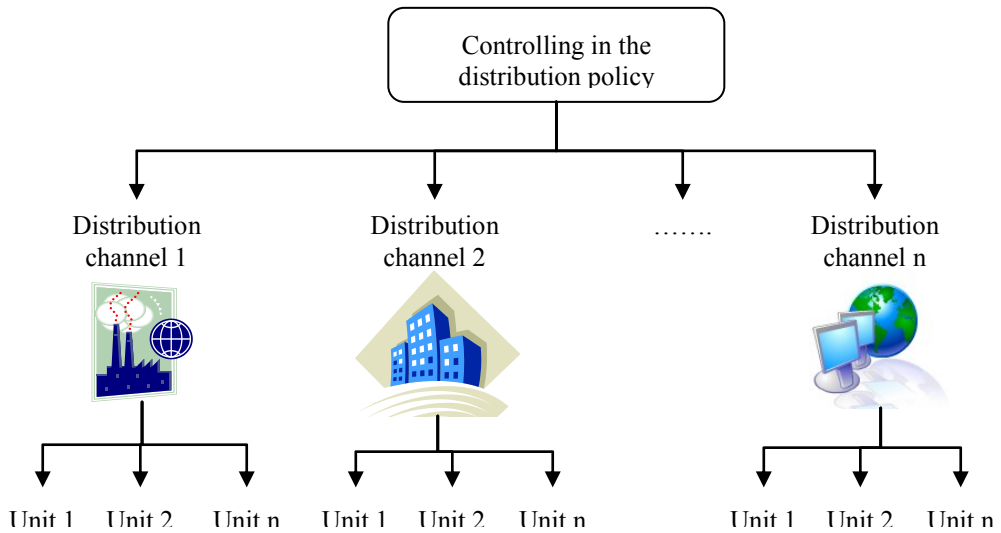 Controlling in the
distribution policy
Distribution
channel 1
Distribution
channel 2
…….
Distribution
channel n
Unit 1 Unit 2 Unit n Unit 1 Unit 2 Unit n Unit 1 Unit 2 Unit n